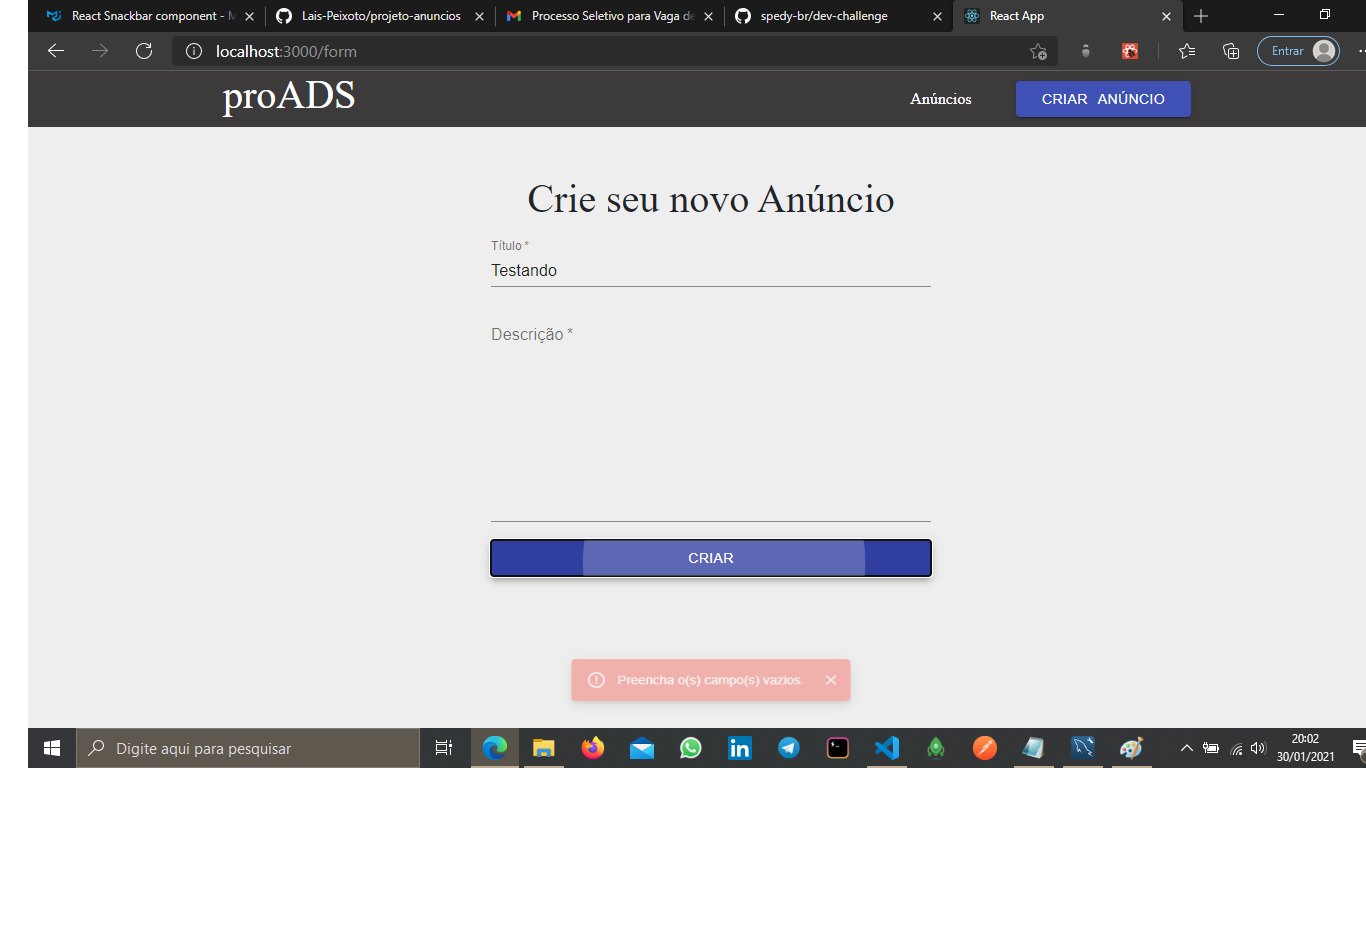 React Snackbar component - M
Lais-Peixoto/projeto-anuncios
Processo Seletivo para Vaga de
spedy-br/dev-challenge
React App
localhost:3000/form
Entrar
proADS
Anúncios
CRIAR ANÚNCIO
Crie seu novo Anúncio
Título *
Testando
Descrição *
CRIAR
Preencha o(s) campo(s) vazios.
Digite aqui para pesquisar
20:02
30/01/2021